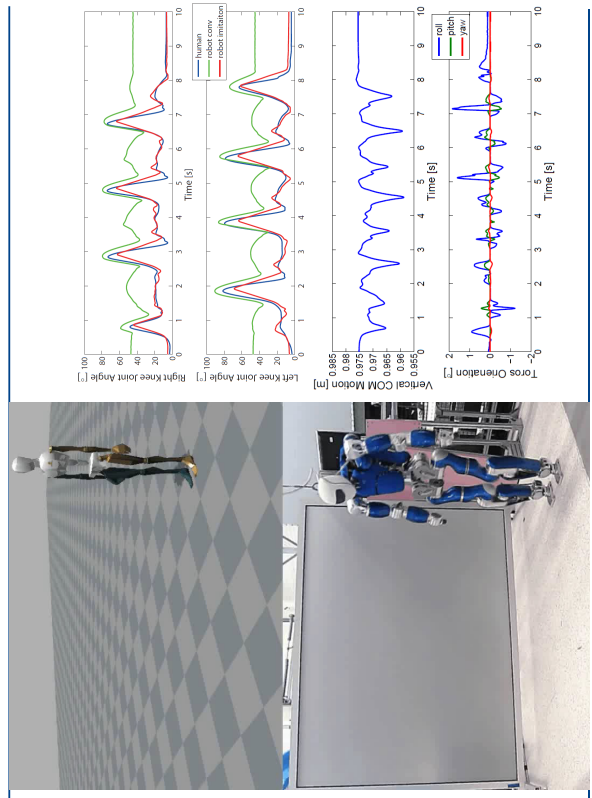 Right Knee Joint Angle [°]
100
80
60
40
20
0
0 1 2 3 4 5 6 7 8 9 10
Time [s]
human
robot conv
robot imitaiton
Left Knee Joint Angle [°]
100
80
60
40
20
0
0 1 2 3 4 5 6 7 8 9 10
Vertical COM Motion [m]
0.985
0.98
0.975
0.97
0.965
0.96
0.955
0 1 2 3 4 5 6 7 8 9 10
Time [s]
roll
pitch
yaw
Toros Orienation [°]
2
1
0
−1
−2
0 1 2 3 4 5 6 7 8 9 10
Time [s]